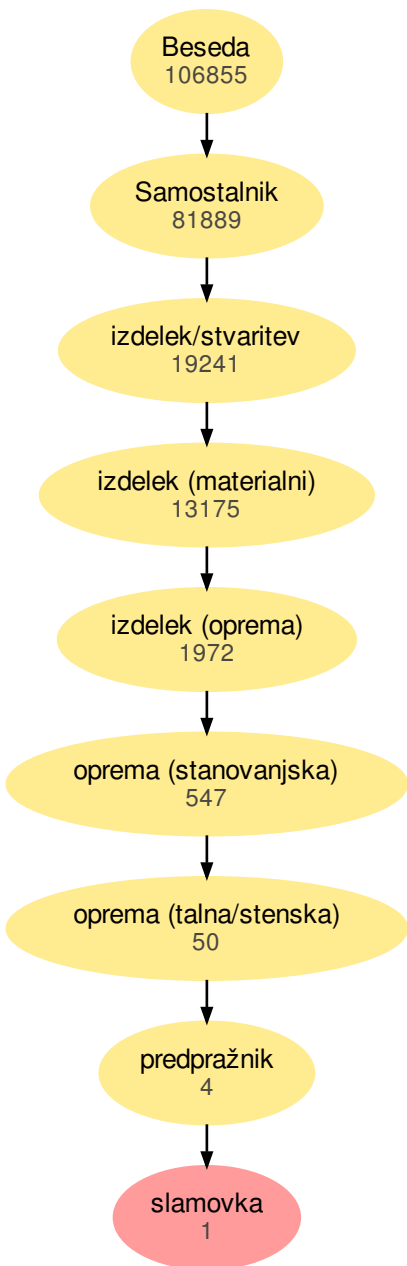 Beseda
106855
Samostalnik
81889
izdelek/stvaritev
19241
izdelek (materialni)
13175
izdelek (oprema)
1972
oprema (stanovanjska)
547
oprema (talna/stenska)
50
predpražnik
4
slamovka
1